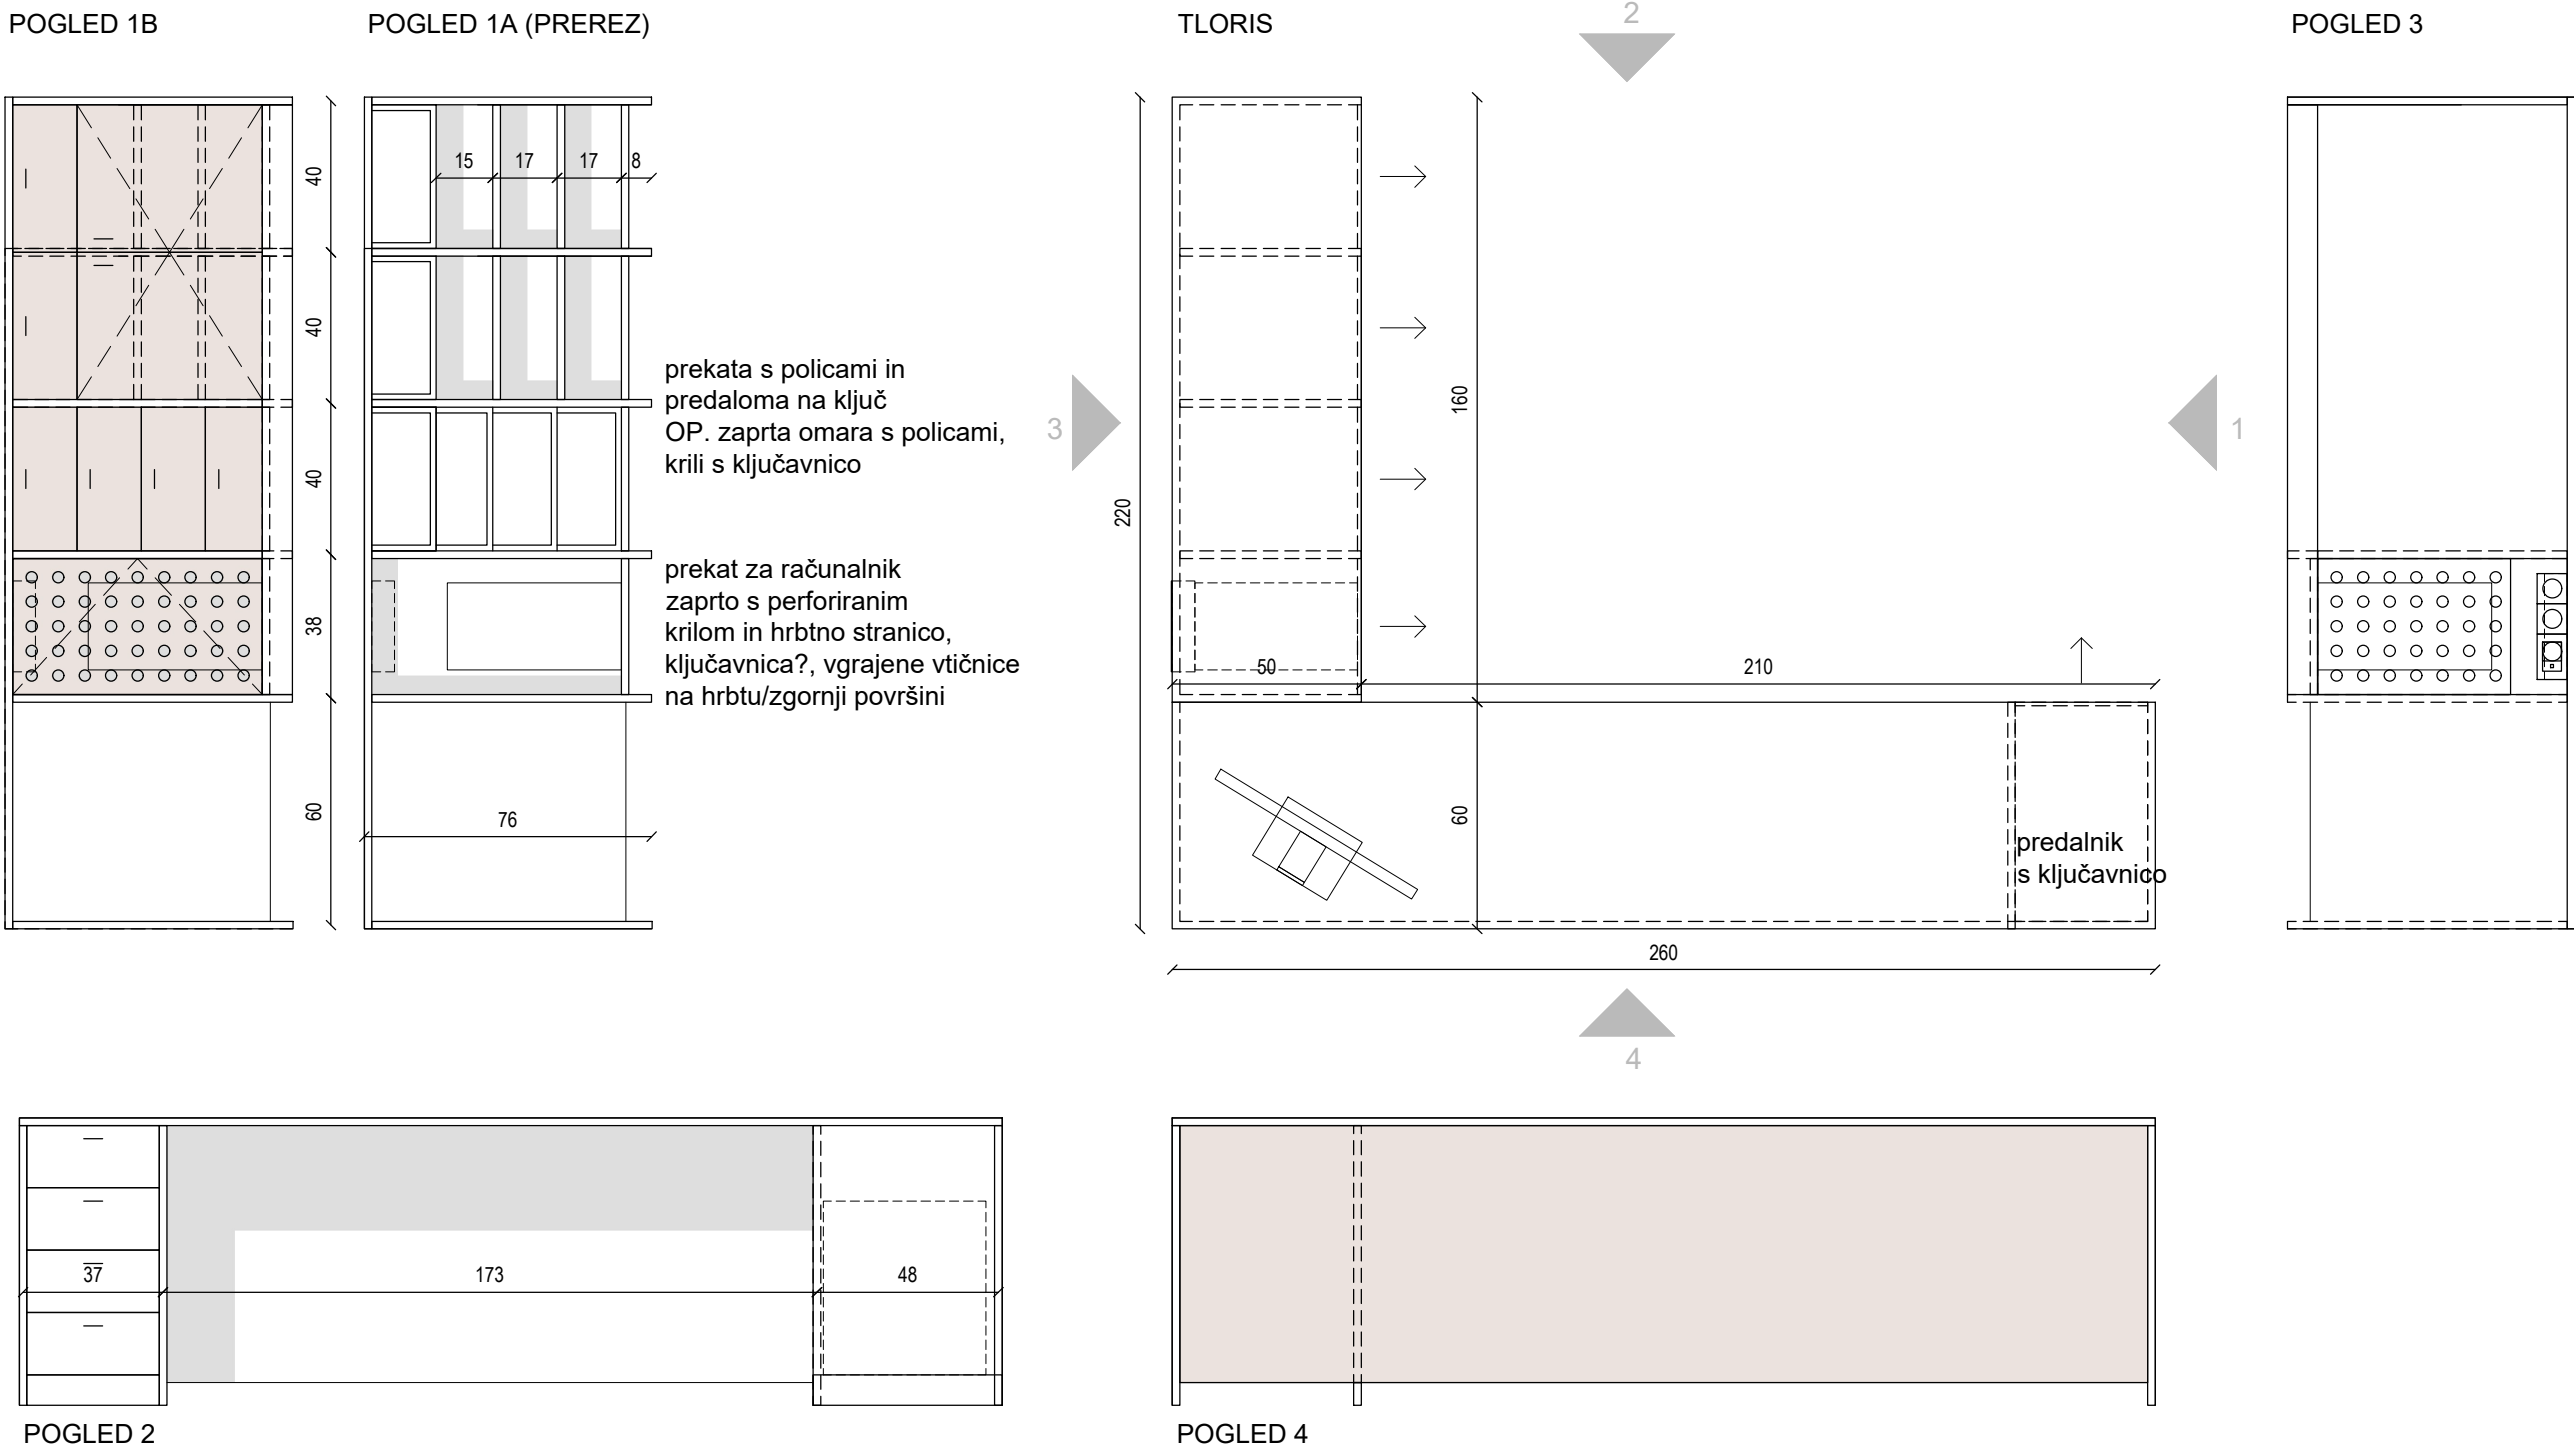 POGLED 1B
POGLED 1A (PREREZ)
TLORIS
2
POGLED 3
40
40
40
38
60
15 17 17 8
76
prekata s policami in
predaloma na ključ
OP. zaprta omara s policami,
krili s ključavnico
prekat za računalnik
zaprto s perforiranim
krilom in hrbtno stranico,
ključavnica?, vgrajene vtičnice
na hrbtu/zgornji površini
3
220
160
1
50
210
60
predalnik
s ključavnico
260
4
37
173
48
POGLED 2
POGLED 4